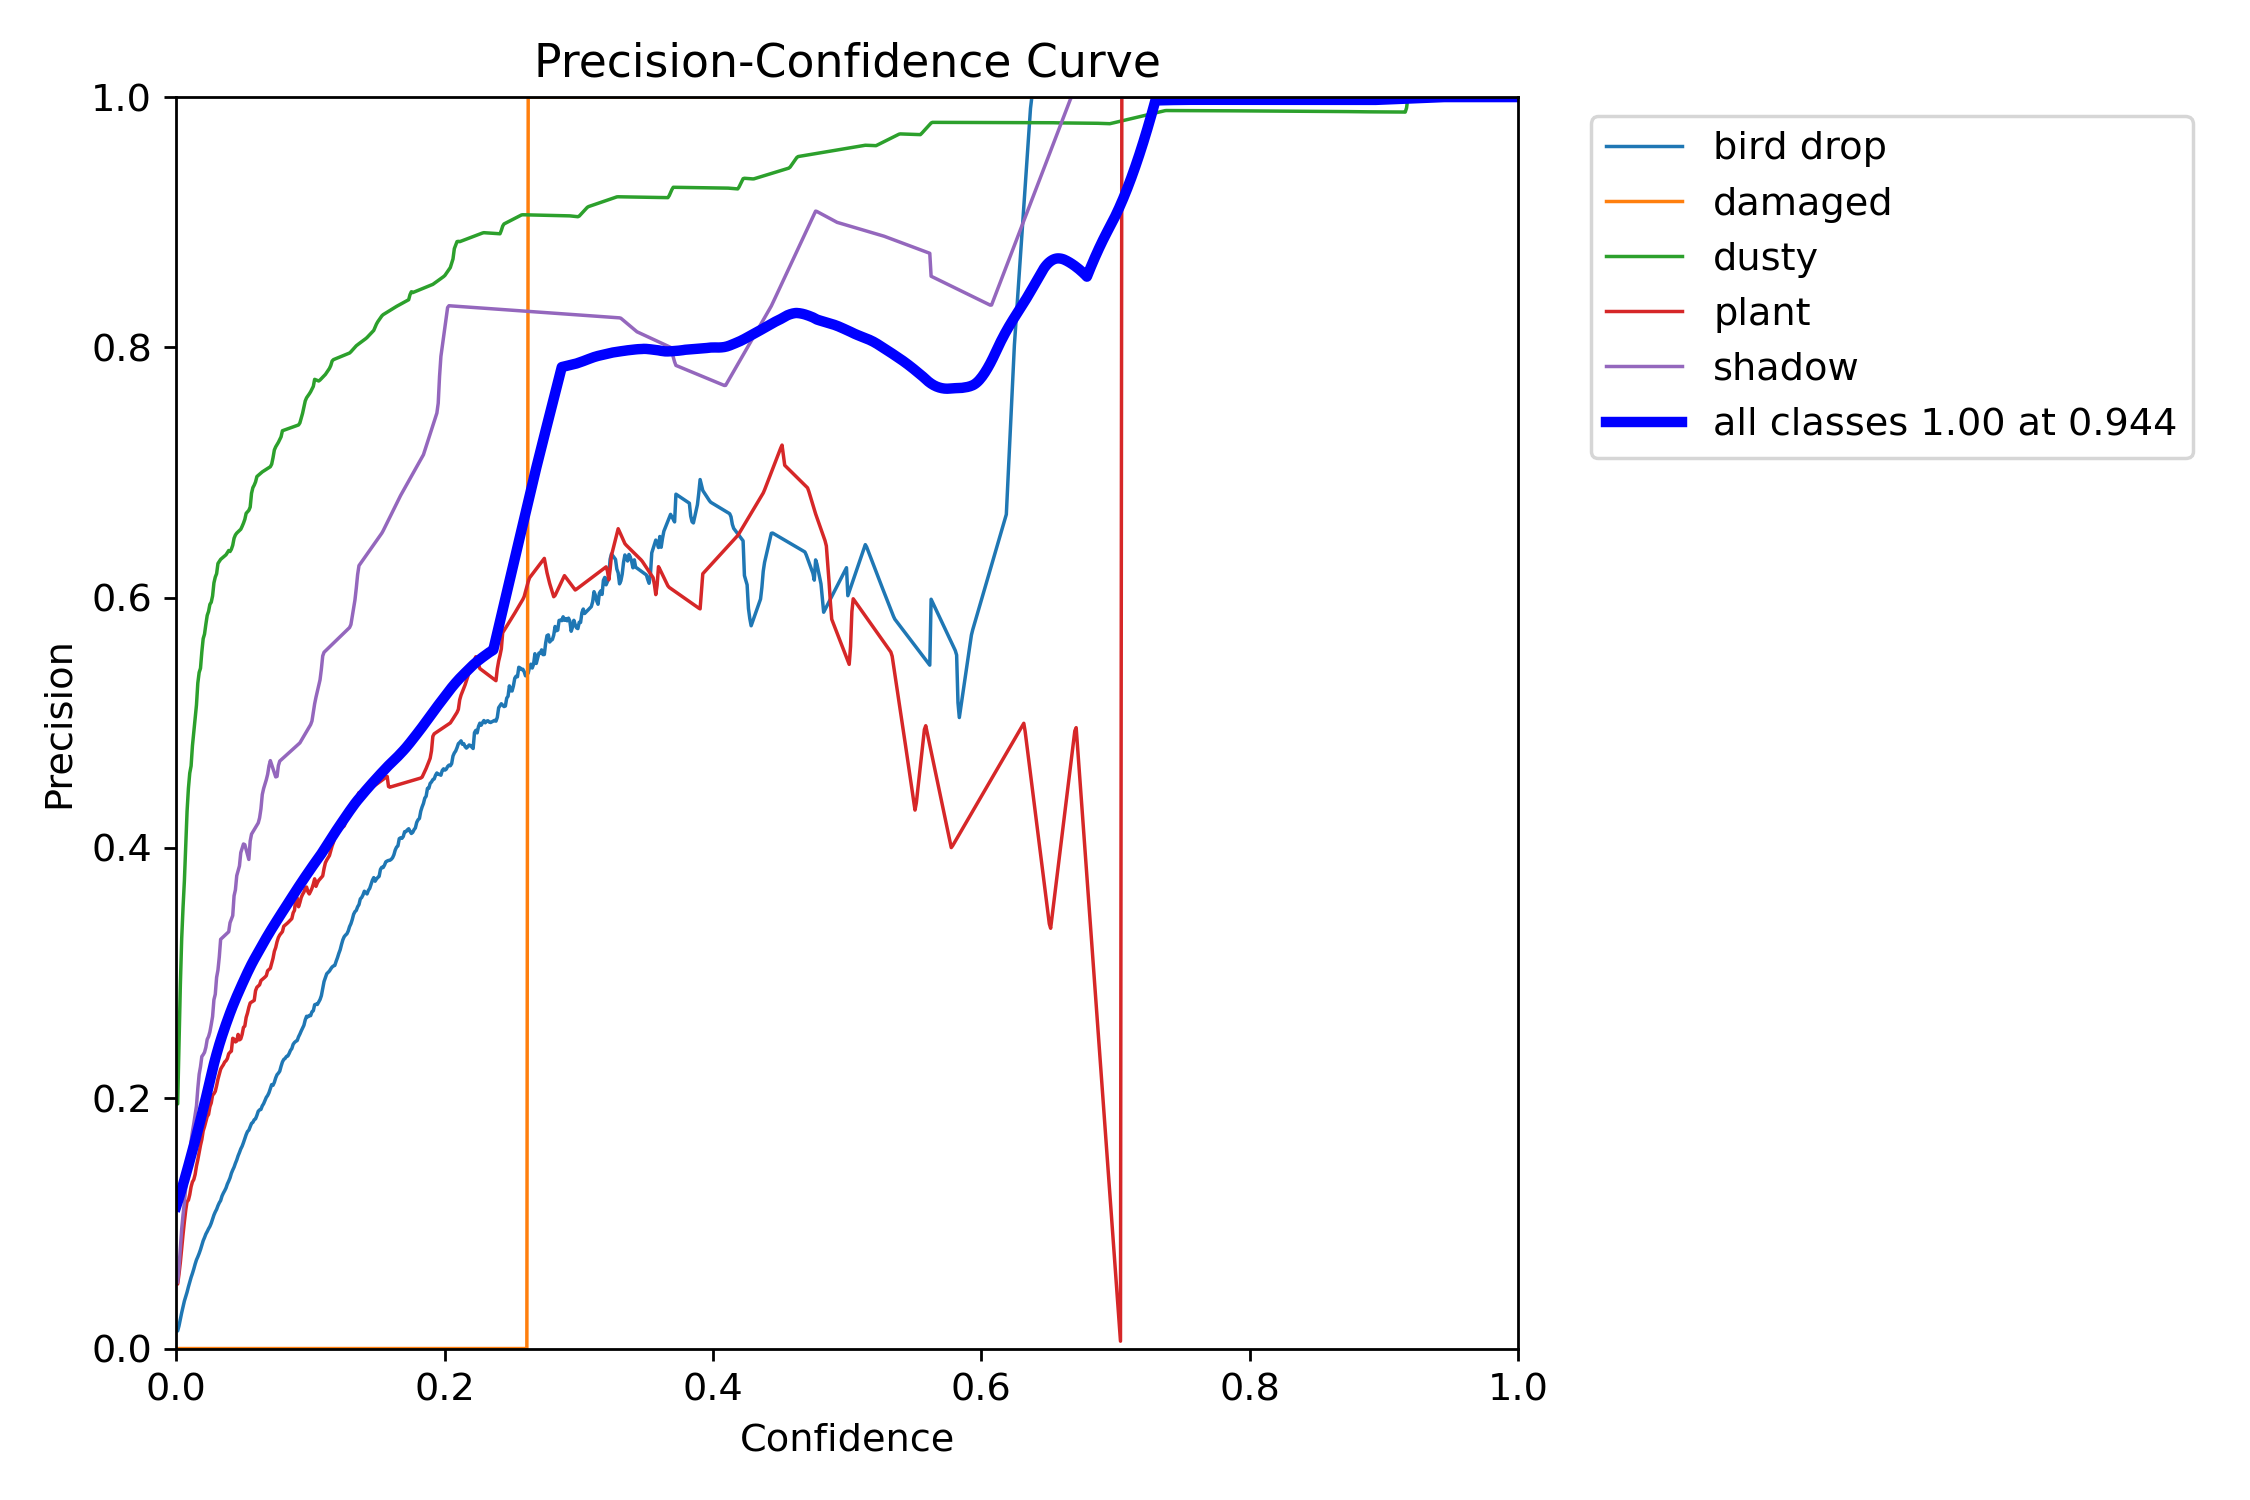 Precision-Confidence Curve
1.0
0.8
0.6
0.4
0.2
0.0
Precision
0.0 0.2 0.4 0.6 0.8 1.0
Confidence
bird drop
damaged
dusty
plant
shadow
all classes 1.00 at 0.944